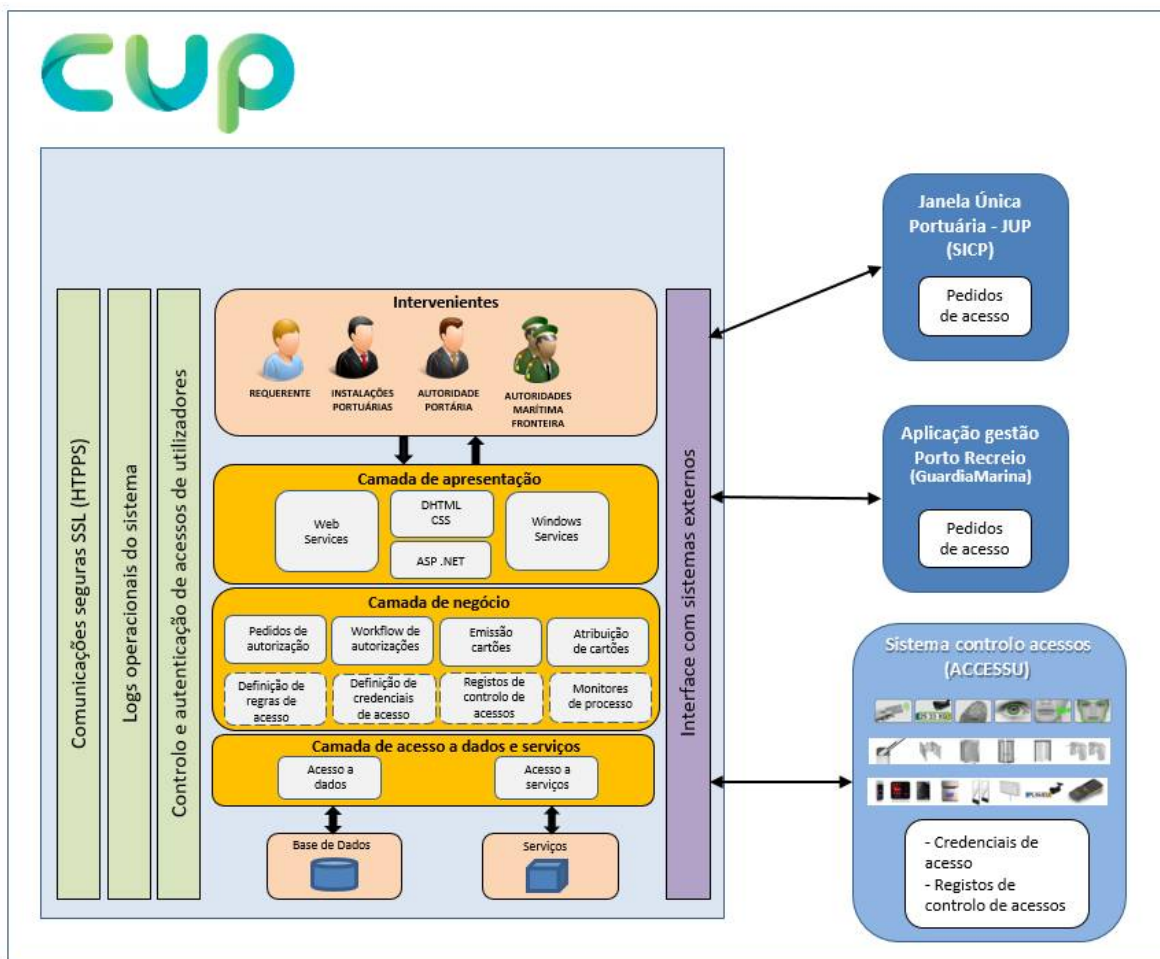 cup
Comunicações seguras SSL (HTPPS)
Logs operacionais do sistema
Controlo e autenticação de acessos de utilizadores
Intervenientes
REQUERENTE
INSTALAÇÕES
PORTUÁRIAS
AUTORIDADE
PORTÁRIA
AUTORIDADES
MARÍTIMA
FRONTEIRA
Camada de apresentação
Web
Services
DHTML
CSS
ASP .NET
Windows
Services
Camada de negócio
Pedidos de
autorização
Workflow de
autorizações
Emissão
cartões
Atribuição
de cartões
Definição de
regras de
acesso
Definição de
credenciais
de acesso
Registos de
controlo de
acessos
Monitores
de processo
Camada de acesso a dados e serviços
Acesso a
dados
Acesso a
serviços
Base de Dados
Serviços
Interface com sistemas externos
Janela Única
Portuária - JUP
(SICP)
Pedidos
de acesso
Aplicação gestão
Porto Recreio
(GuardiaMarina)
Pedidos
de acesso
Sistema controlo acessos
(ACCESSU)
- Credenciais de
acesso
- Registos de
controlo de acessos